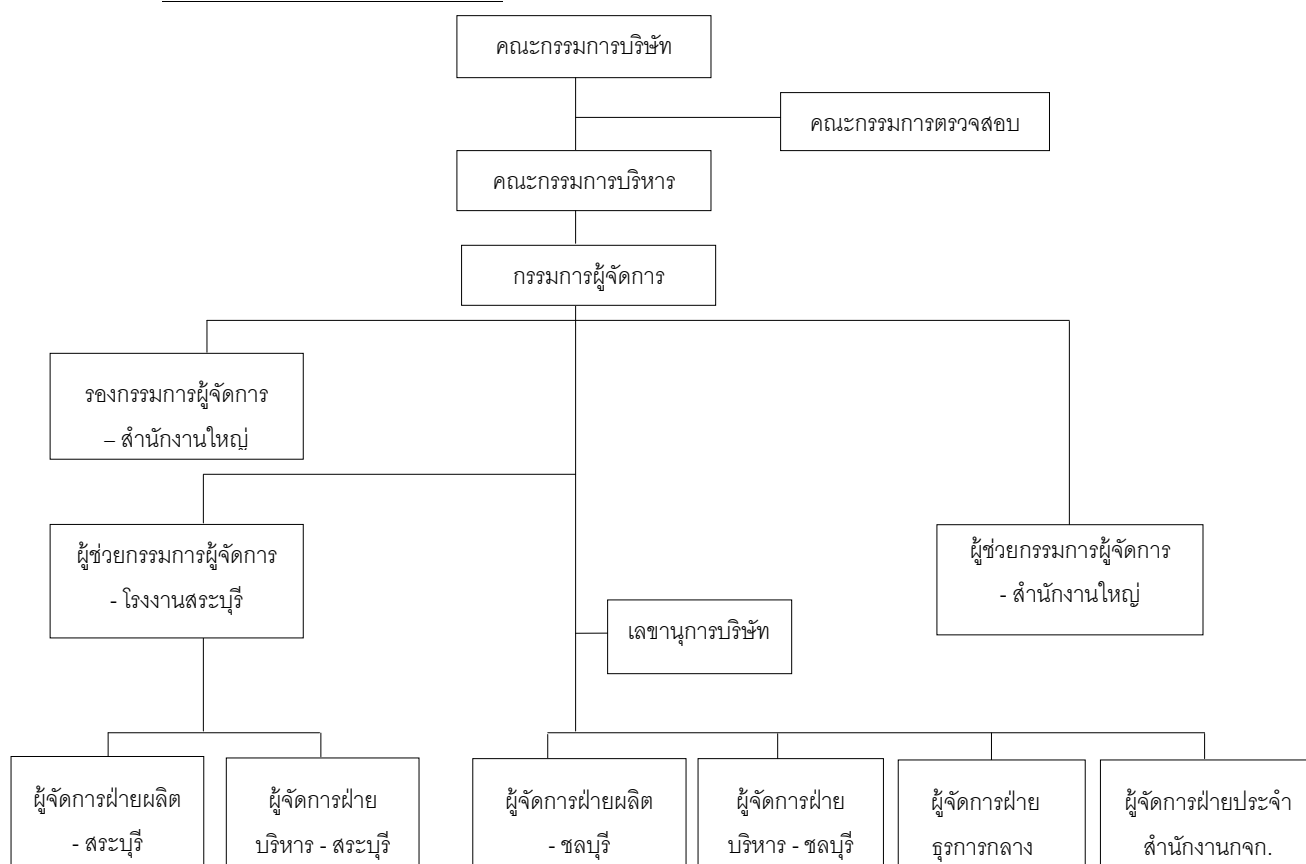 คณะกรรมการบริษัท
คณะกรรมการตรวจสอบ
คณะกรรมการบริหาร
กรรมการผู้จัดการ
รองกรรมการผู้จัดการ
– สำนักงานใหญ่
ผู้ช่วยกรรมการผู้จัดการ
- โรงงานสระบุรี
ผู้ช่วยกรรมการผู้จัดการ
- สำนักงานใหญ่
เลขานุการบริษัท
ผู้จัดการฝ่ายผลิต
- สระบุรี
ผู้จัดการฝ่าย
บริหาร - สระบุรี
ผู้จัดการฝ่ายผลิต
- ชลบุรี
ผู้จัดการฝ่าย
บริหาร - ชลบุรี
ผู้จัดการฝ่าย
ธุรการกลาง
ผู้จัดการฝ่ายประจำ
สำนักงานกจก.